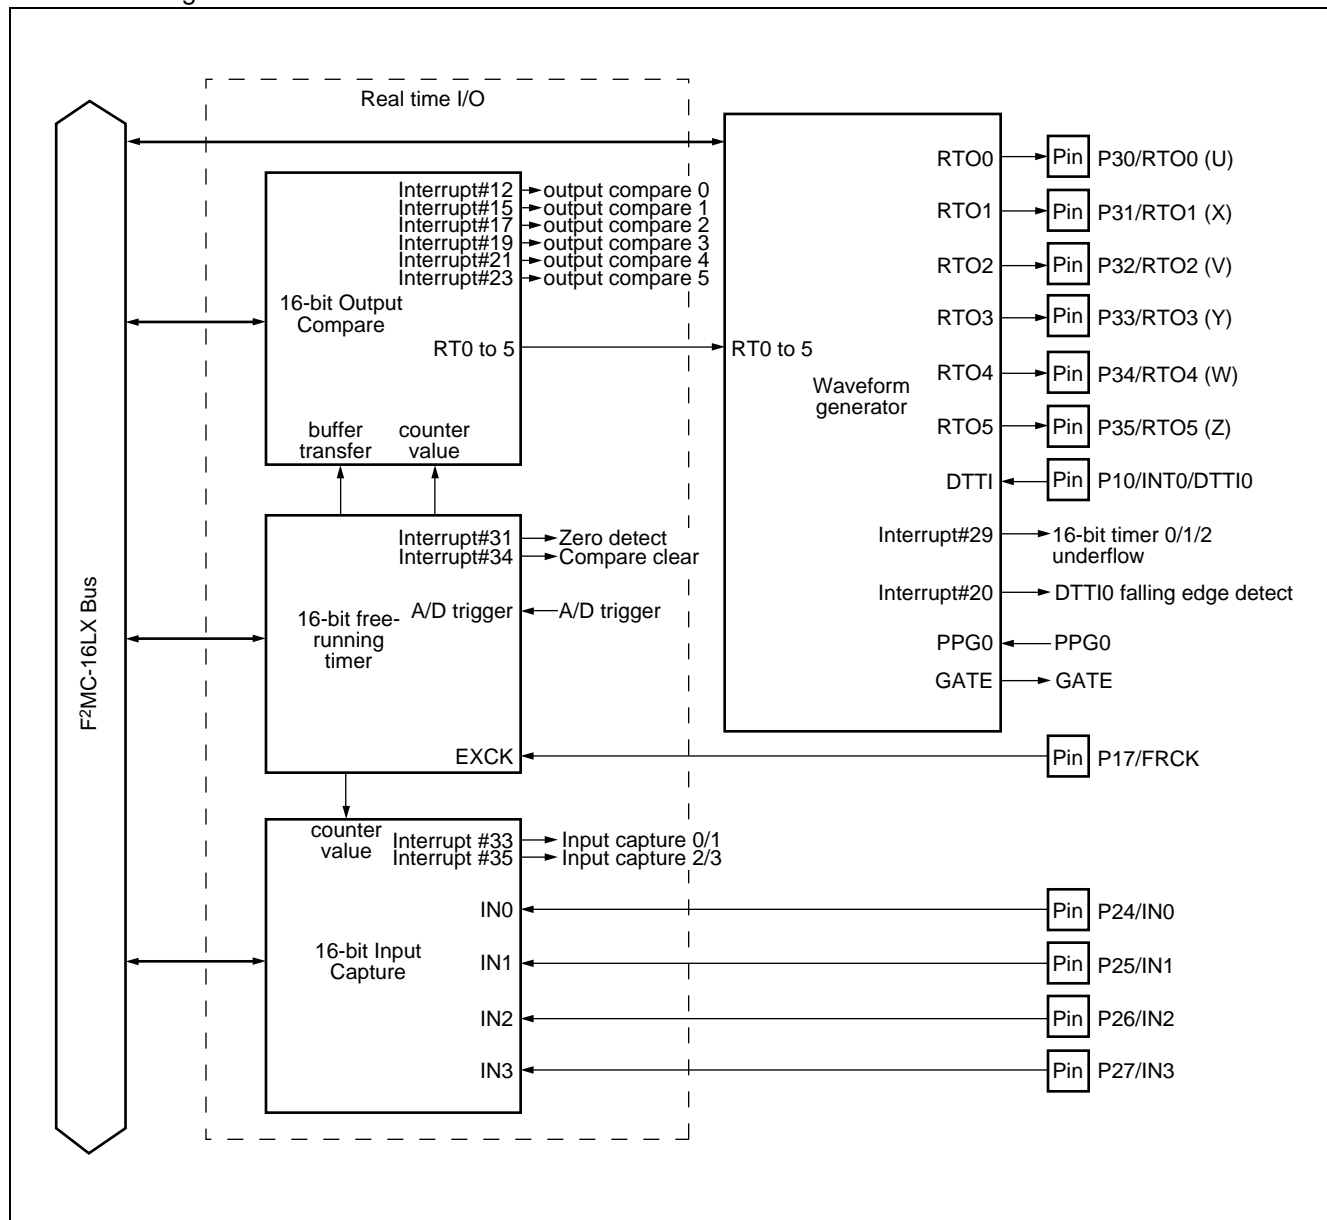 Real time I/O
F²MC-16LX Bus
16-bit Output
Compare
Interrupt#12
output compare 0
Interrupt#15
output compare 1
Interrupt#17
output compare 2
Interrupt#19
output compare 3
Interrupt#21
output compare 4
Interrupt#23
output compare 5
RT0 to 5
buffer
transfer
counter
value
16-bit free-
running
timer
Interrupt#31
Zero detect
Interrupt#34
Compare clear
A/D trigger
A/D trigger
EXCK
counter
value
Interrupt #33
Input capture 0/1
Interrupt #35
Input capture 2/3
16-bit Input
Capture
IN0
IN1
IN2
IN3
RT0 to 5
Waveform
generator
RTO0
Pin
P30/RTO0 (U)
RTO1
Pin
P31/RTO1 (X)
RTO2
Pin
P32/RTO2 (V)
RTO3
Pin
P33/RTO3 (Y)
RTO4
Pin
P34/RTO4 (W)
RTO5
Pin
P35/RTO5 (Z)
DTTI
Pin
P10/INT0/DTTI0
Interrupt#29
16-bit timer 0/1/2
underflow
Interrupt#20
DTTI0 falling edge detect
PPG0
PPG0
GATE
GATE
Pin
P17/FRCK
Pin
P24/IN0
Pin
P25/IN1
Pin
P26/IN2
Pin
P27/IN3